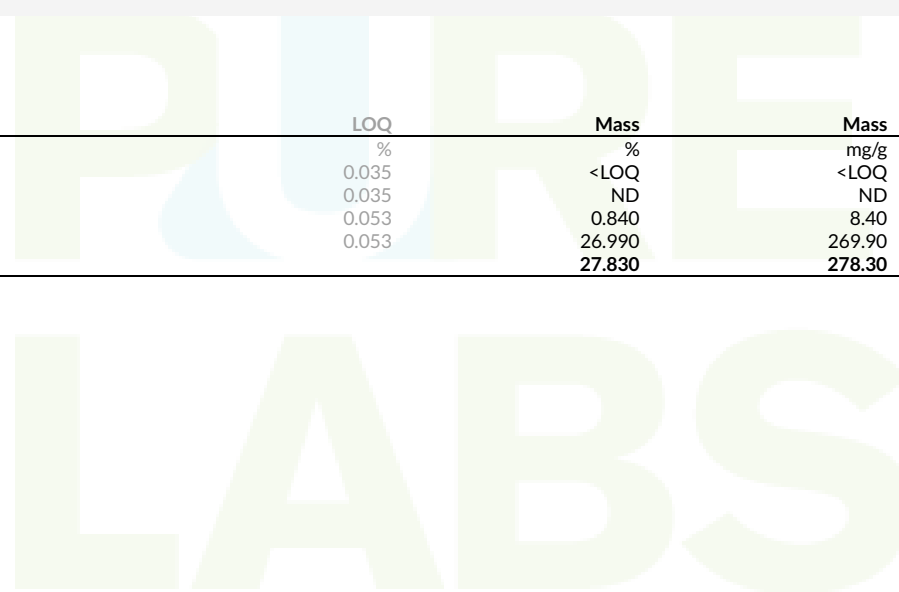 PURE
LOQ Mass Mass
% % mg/g
0.035 <LOQ <LOQ
0.035 ND ND
0.053 0.840 8.40
0.053 26.990 269.90
27.830 278.30
LABS